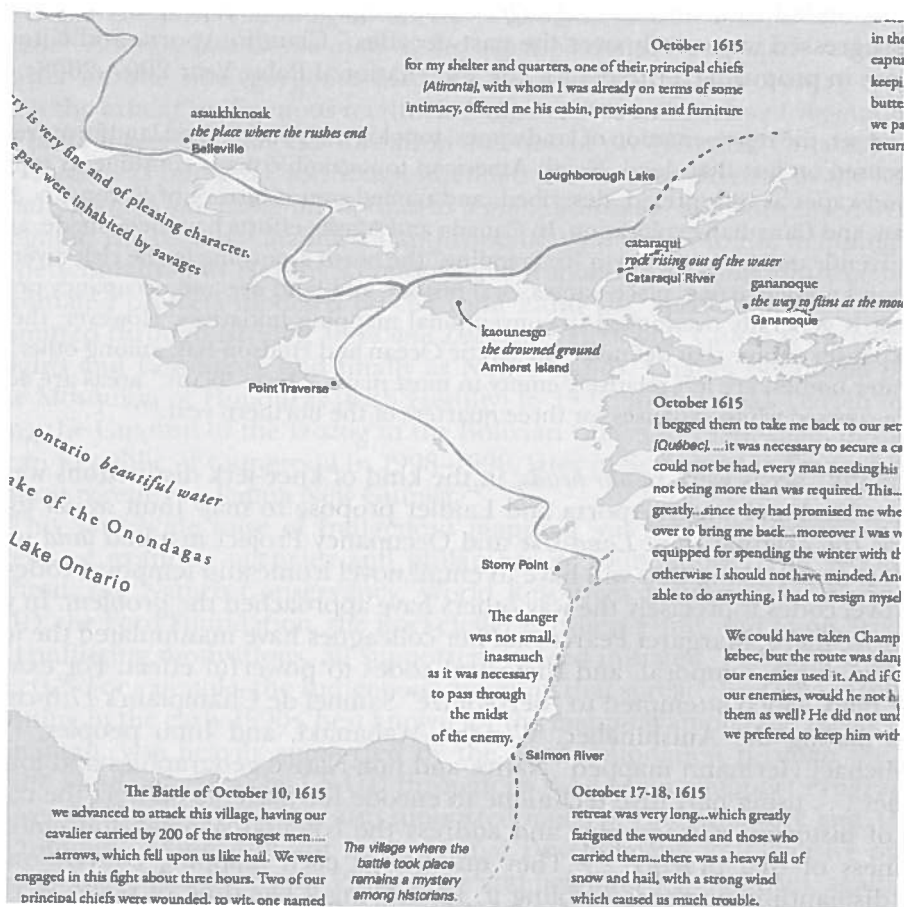 October 1615
for my shelter and quarters, one of their principal chiefs
[Atironta], with whom I was already on terms of some
intimacy, offered me his cabin, provisions and furniture
in the
captu
keepi
butte
we pa
return
ry is very fine and of pleasing character.
e past were inhabited by savages
asaukhknosk
the place where the rushes end
Belleville
Loughborough Lake
cataraqui
rock rising out of the water
Cataraqui River
gananoque
the way to flint at the mou
Gananoque
kaounesgo
the drowned ground
Amherst Island
Point Traverse
ontario beautiful water
ake of the Onondagas
Lake Ontario
October 1615
I begged them to take me back to our set
[Québec]....it was necessary to secure a ca
could not be had, every man needing his
not being more than was required. This...
greatly...since they had promised me whe
over to bring me back...moreover I was w
equipped for spending the winter with th
otherwise I should not have minded. And
able to do anything, I had to resign mysel
Stony Point
The danger
was not small,
inasmuch
as it was necessary
to pass through
the midst
of the enemy.
We could have taken Champ
kebec, but the route was dang
our enemies used it. And if C
our enemies, would he not h
them as well? He did not und
we prefered to keep him with
Salmon River
The Battle of October 10, 1615
we advanced to attack this village, having our
cavalier carried by 200 of the strongest men....
....arrows, which fell upon us like hail. We were
engaged in this fight about three hours. Two of our
principal chiefs were wounded, to wit, one named
The village where the
battle took place
remains a mystery
among historians.
October 17-18, 1615
retreat was very long...which greatly
fatigued the wounded and those who
carried them...there was a heavy fall of
snow and hail, with a strong wind
which caused us much trouble.